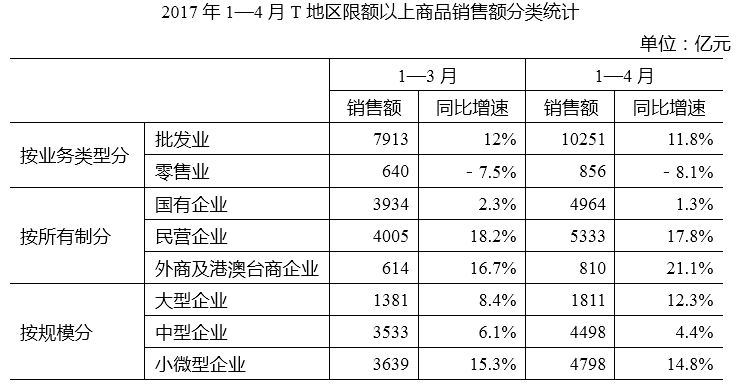 2017 年 1—4 月 T 地区限额以上商品销售额分类统计
单位：亿元
1—3 月 1—4 月
销售额 同比增速 销售额 同比增速
按业务类型分 批发业 7913 12% 10251 11.8%
零售业 640 -7.5% 856 -8.1%
按所有制分 国有企业 3934 2.3% 4964 1.3%
民营企业 4005 18.2% 5333 17.8%
外商及港澳台商企业 614 16.7% 810 21.1%
按规模分 大型企业 1381 8.4% 1811 12.3%
中型企业 3533 6.1% 4498 4.4%
小微型企业 3639 15.3% 4798 14.8%